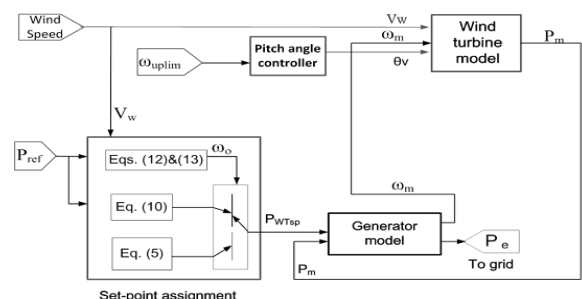 Wind
Speed
Vw
Wind
turbine
model
ωm
Pm
ωuplim
Pitch angle
controller
θv
Vw
Pref
Eqs. (12)&(13)
ωo
Eq. (10)
Eq. (5)
PWTsp
ωm
Generator
model
Pe
Pm
To grid
Set-point assignment